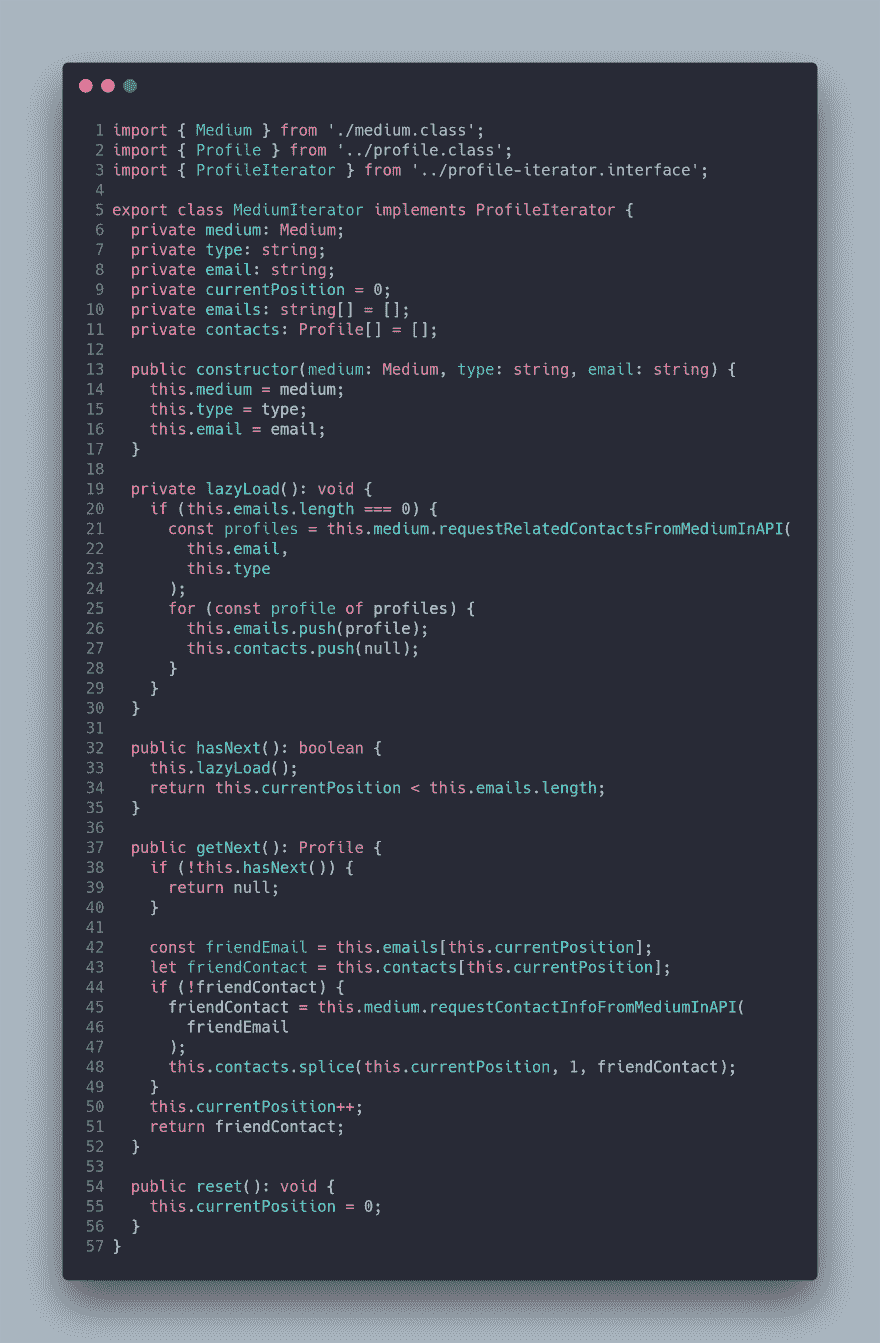 1 import { Medium } from './medium.class';
2 import { Profile } from '../profile.class';
3 import { ProfileIterator } from '../profile-iterator.interface';
4
5 export class MediumIterator implements ProfileIterator {
6   private medium: Medium;
7   private type: string;
8   private email: string;
9   private currentPosition = 0;
10   private emails: string[] = [];
11   private contacts: Profile[] = [];
12
13   public constructor(medium: Medium, type: string, email: string) {
14     this.medium = medium;
15     this.type = type;
16     this.email = email;
17   }
18
19   private lazyLoad(): void {
20     if (this.emails.length === 0) {
21       const profiles = this.medium.requestRelatedContactsFromMediumInAPI(
22         this.email,
23         this.type
24       );
25       for (const profile of profiles) {
26         this.emails.push(profile);
27         this.contacts.push(null);
28       }
29     }
30   }
31
32   public hasNext(): boolean {
33     this.lazyLoad();
34     return this.currentPosition < this.emails.length;
35   }
36
37   public getNext(): Profile {
38     if (!this.hasNext()) {
39       return null;
40     }
41
42     const friendEmail = this.emails[this.currentPosition];
43     let friendContact = this.contacts[this.currentPosition];
44     if (!friendContact) {
45       friendContact = this.medium.requestContactInfoFromMediumInAPI(
46         friendEmail
47       );
48       this.contacts.splice(this.currentPosition, 1, friendContact);
49     }
50     this.currentPosition++;
51     return friendContact;
52   }
53
54   public reset(): void {
55     this.currentPosition = 0;
56   }
57 }